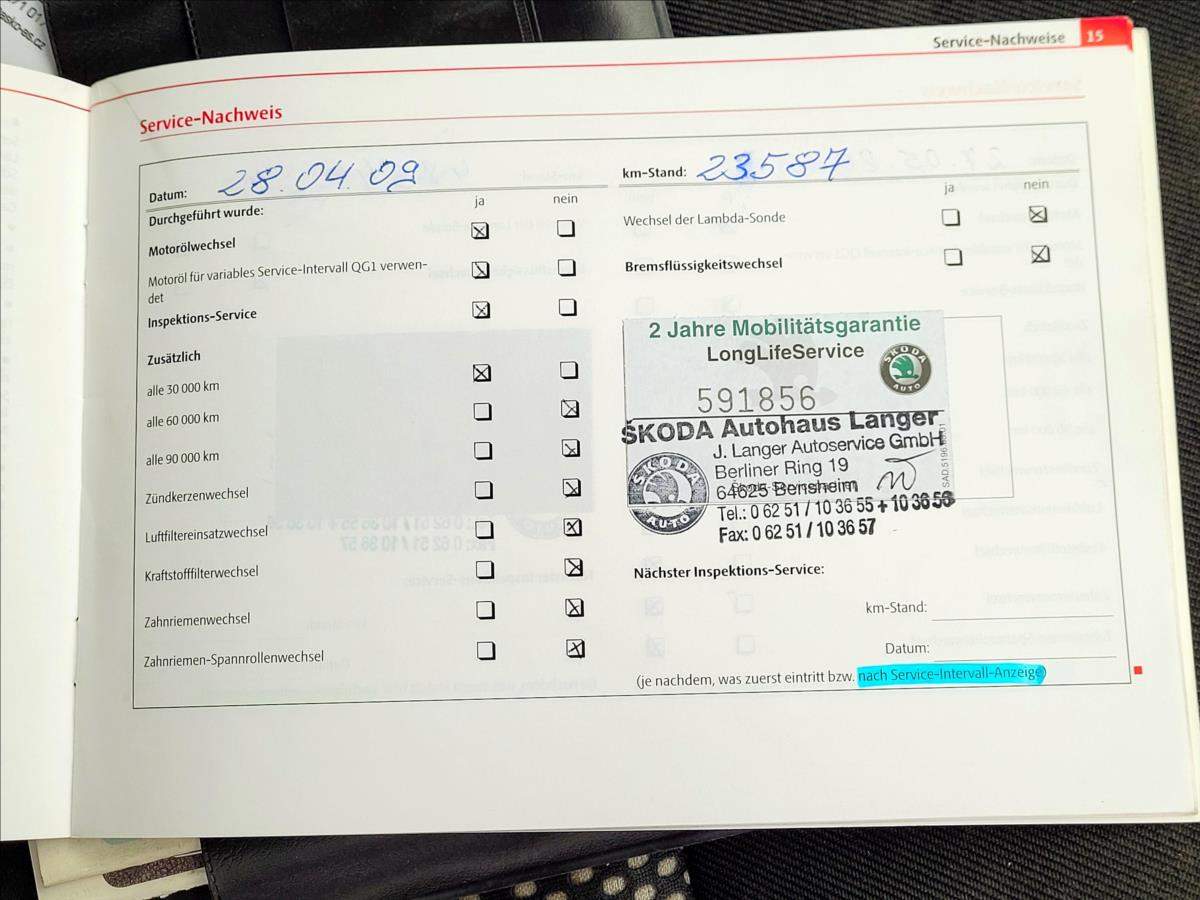 Service-Nachweise 15
Service-Nachweis
Datum: 28.04.09
km-Stand: 23587
Durchgeführt wurde:
ja nein
Motorölwechsel
Motoröl für variables Service-Intervall QG1 verwen-
det
Inspektions-Service
Zusätzlich
alle 30 000 km
alle 60 000 km
alle 90 000 km
Zündkerzenwechsel
Luftfiltereinsatzwechsel
Kraftstofffilterwechsel
Zahnriemenwechsel
Zahnriemen-Spannrollenwechsel
ja nein
Wechsel der Lambda-Sonde
Bremsflüssigkeitswechsel
2 Jahre Mobilitätsgarantie
LongLifeService
SKODA
AUTO
591856
ŠKODA Autohaus Langer
J. Langer Autoservice GmbH
Berliner Ring 19
64625 Bensheim
Tel.: 0 62 51 / 10 36 55 + 10 36 56
Fax: 0 62 51 / 10 36 57
SKODA
AUTO
Nächster Inspektions-Service:
km-Stand:
Datum:
(je nachdem, was zuerst eintritt bzw. nach Service-Intervall-Anzeige)